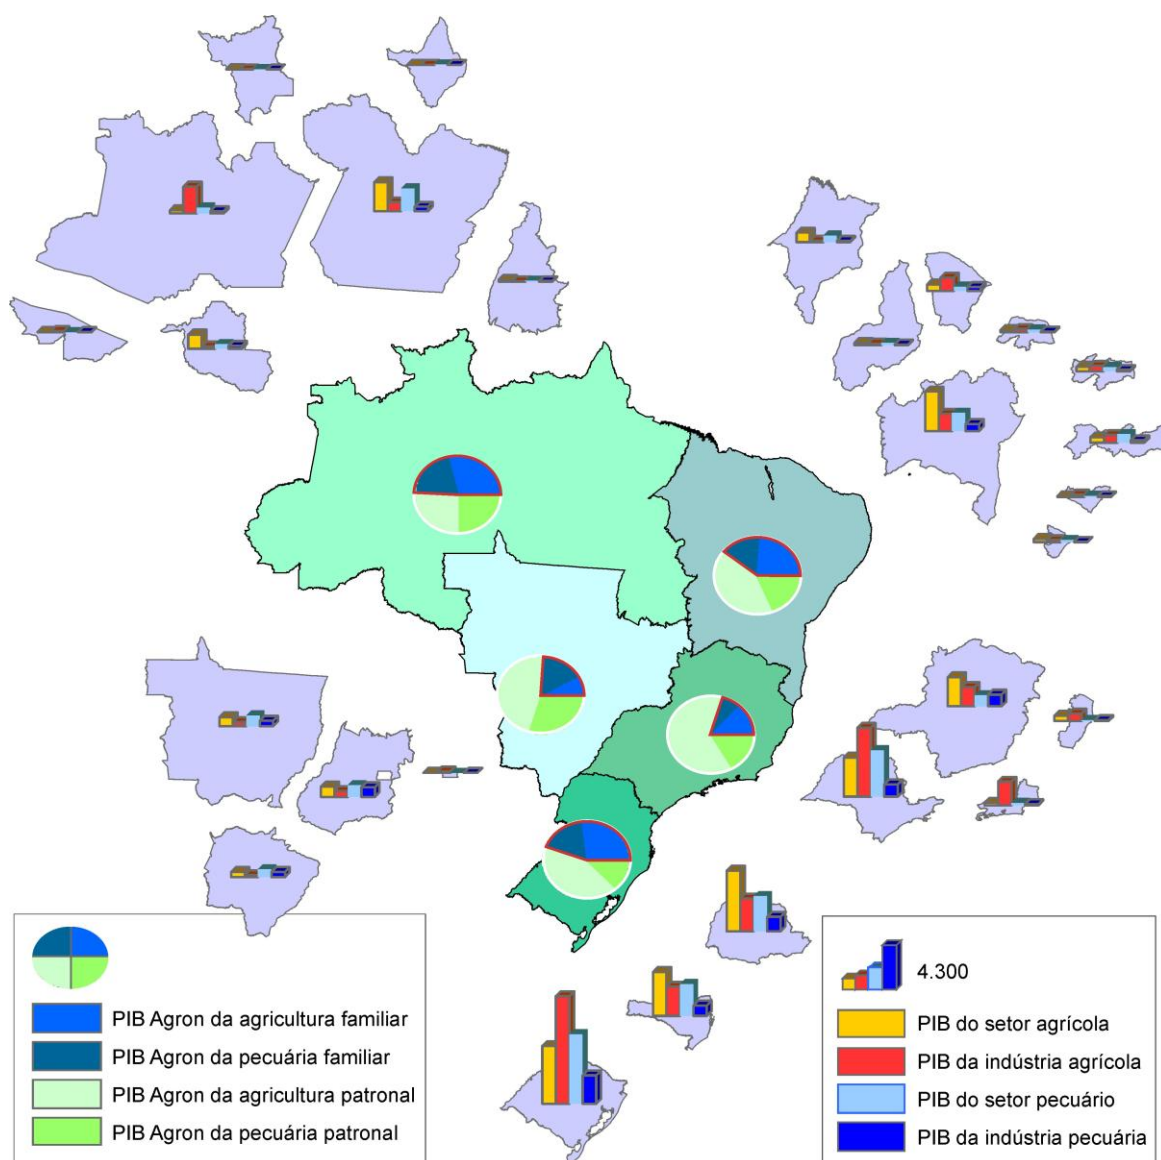 PIB Agron da agricultura familiar
PIB Agron da pecuária familiar
PIB Agron da agricultura patronal
PIB Agron da pecuária patronal
4.300
PIB do setor agrícola
PIB da indústria agrícola
PIB do setor pecuário
PIB da indústria pecuária